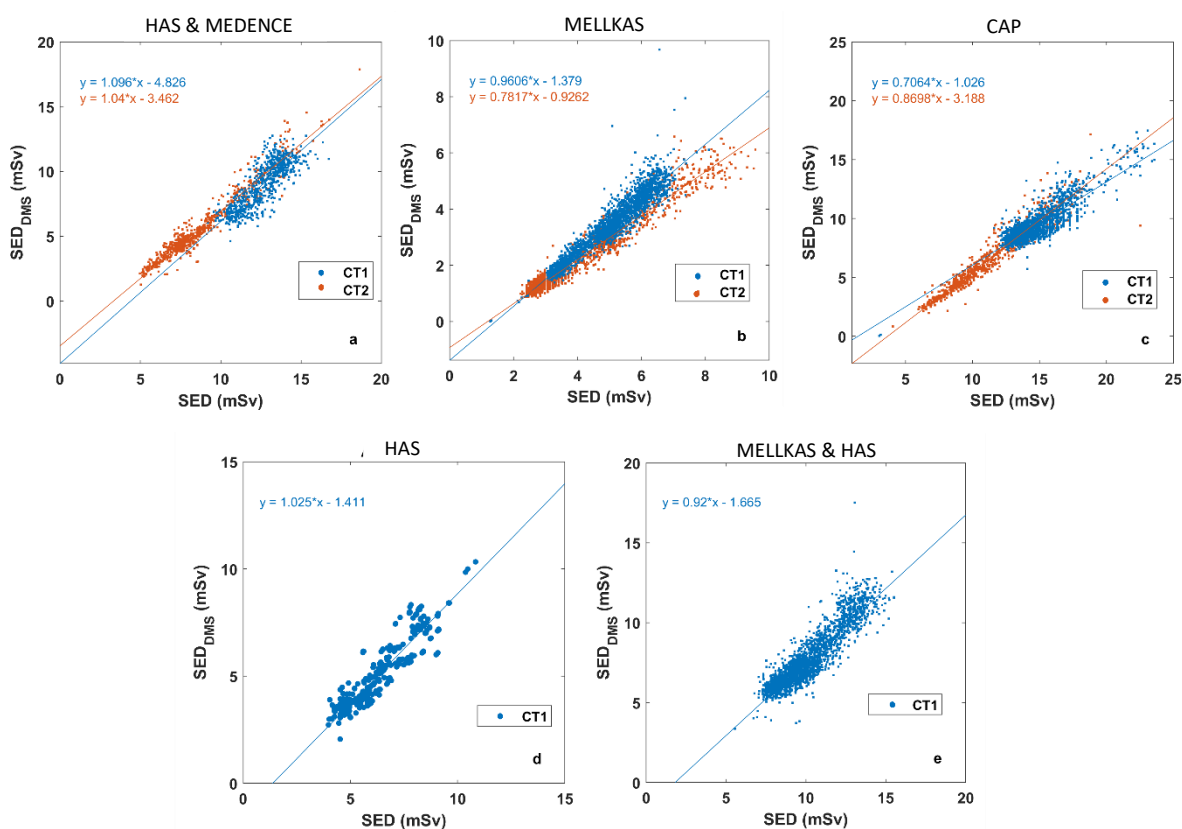 HAS & MEDENCE
20
15
10
5
0
0
5
10
15
20
y = 1.096*x - 4.826
y = 1.04*x - 3.462
CT1
CT2
a
SED (mSv)
SED_DMS (mSv)
MELLKAS
10
8
6
4
2
0
0
2
4
6
8
10
y = 0.9606*x - 1.379
y = 0.7817*x - 0.9262
CT1
CT2
b
SED (mSv)
SED_DMS (mSv)
CAP
25
20
15
10
5
0
5
10
15
20
25
y = 0.7064*x - 1.026
y = 0.8698*x - 3.188
CT1
CT2
c
SED (mSv)
SED_DMS (mSv)
HAS
15
10
5
0
0
5
10
15
y = 1.025*x - 1.411
CT1
d
SED (mSv)
SED_DMS (mSv)
MELLKAS & HAS
20
15
10
5
0
0
5
10
15
20
y = 0.92*x - 1.665
CT1
e
SED (mSv)
SED_DMS (mSv)